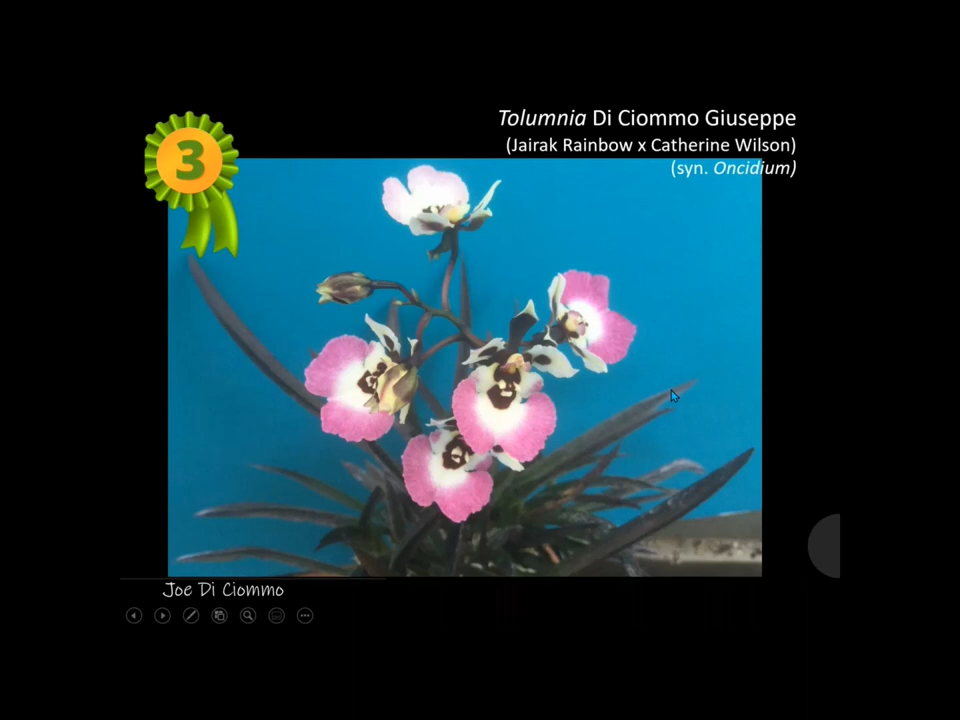 3
Tolumnia Di Ciommo Giuseppe
(Jairak Rainbow x Catherine Wilson)
(syn. Oncidium)
Joe Di Ciommo